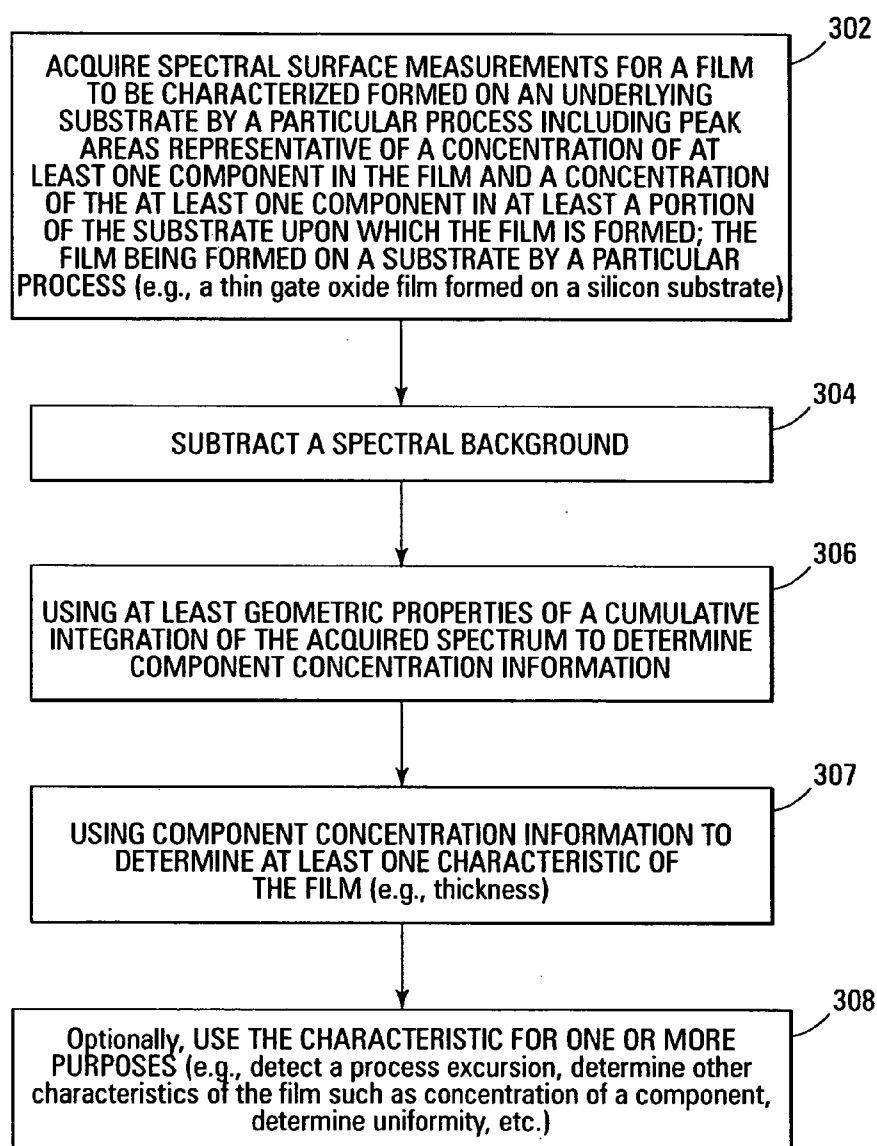 302
ACQUIRE SPECTRAL SURFACE MEASUREMENTS FOR A FILM
TO BE CHARACTERIZED FORMED ON AN UNDERLYING
SUBSTRATE BY A PARTICULAR PROCESS INCLUDING PEAK
AREAS REPRESENTATIVE OF A CONCENTRATION OF AT
LEAST ONE COMPONENT IN THE FILM AND A CONCENTRATION
OF THE AT LEAST ONE COMPONENT IN AT LEAST A PORTION
OF THE SUBSTRATE UPON WHICH THE FILM IS FORMED; THE
FILM BEING FORMED ON A SUBSTRATE BY A PARTICULAR
PROCESS (e.g., a thin gate oxide film formed on a silicon substrate)
304
SUBTRACT A SPECTRAL BACKGROUND
306
USING AT LEAST GEOMETRIC PROPERTIES OF A CUMULATIVE
INTEGRATION OF THE ACQUIRED SPECTRUM TO DETERMINE
COMPONENT CONCENTRATION INFORMATION
307
USING COMPONENT CONCENTRATION INFORMATION TO
DETERMINE AT LEAST ONE CHARACTERISTIC OF
THE FILM (e.g., thickness)
308
Optionally, USE THE CHARACTERISTIC FOR ONE OR MORE
PURPOSES (e.g., detect a process excursion, determine other
characteristics of the film such as concentration of a component,
determine uniformity, etc.)